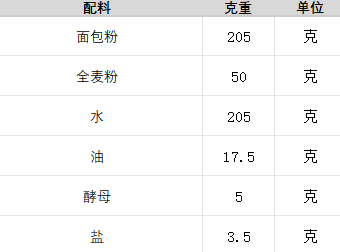 配料 克重 单位
面包粉 205 克
全麦粉 50 克
水 205 克
油 17.5 克
酵母 5 克
盐 3.5 克